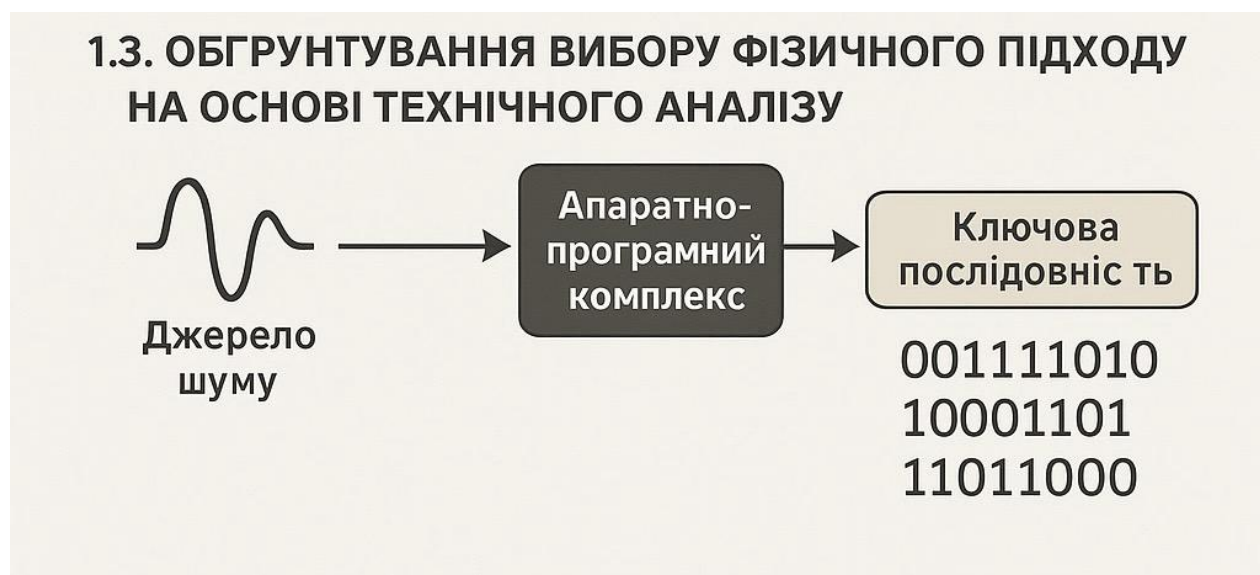 1.3. ОБГРУНТУВАННЯ ВИБОРУ ФІЗИЧНОГО ПІДХОДУ
НА ОСНОВІ ТЕХНІЧНОГО АНАЛІЗУ
Джерело
шуму
Апаратно-
програмний
комплекс
Ключова
послідовніс ть
001111010
10001101
11011000